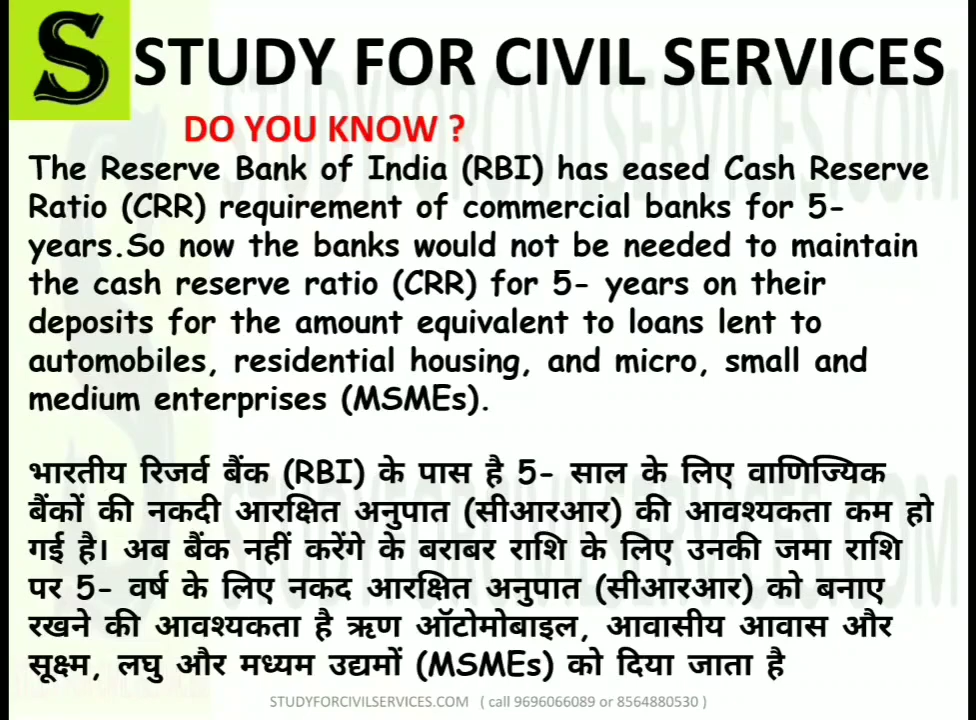 S STUDY FOR CIVIL SERVICES
DO YOU KNOW ?
The Reserve Bank of India (RBI) has eased Cash Reserve
Ratio (CRR) requirement of commercial banks for 5-
years.So now the banks would not be needed to maintain
the cash reserve ratio (CRR) for 5- years on their
deposits for the amount equivalent to loans lent to
automobiles, residential housing, and micro, small and
medium enterprises (MSMEs).
भारतीय रिजर्व बैंक (RBI) के पास है 5- साल के लिए वाणिज्यिक
बैंकों की नकदी आरक्षित अनुपात (सीआरआर) की आवश्यकता कम हो
गई है। अब बैंक नहीं करेंगे के बराबर राशि के लिए उनकी जमा राशि
पर 5- वर्ष के लिए नकद आरक्षित अनुपात (सीआरआर) को बनाए
रखने की आवश्यकता है ऋण ऑटोमोबाइल, आवासीय आवास और
सूक्ष्म, लघु और मध्यम उद्यमों (MSMEs) को दिया जाता है
STUDYFORCIVILSERVICES.COM ( call 9696066089 or 8564880530 )